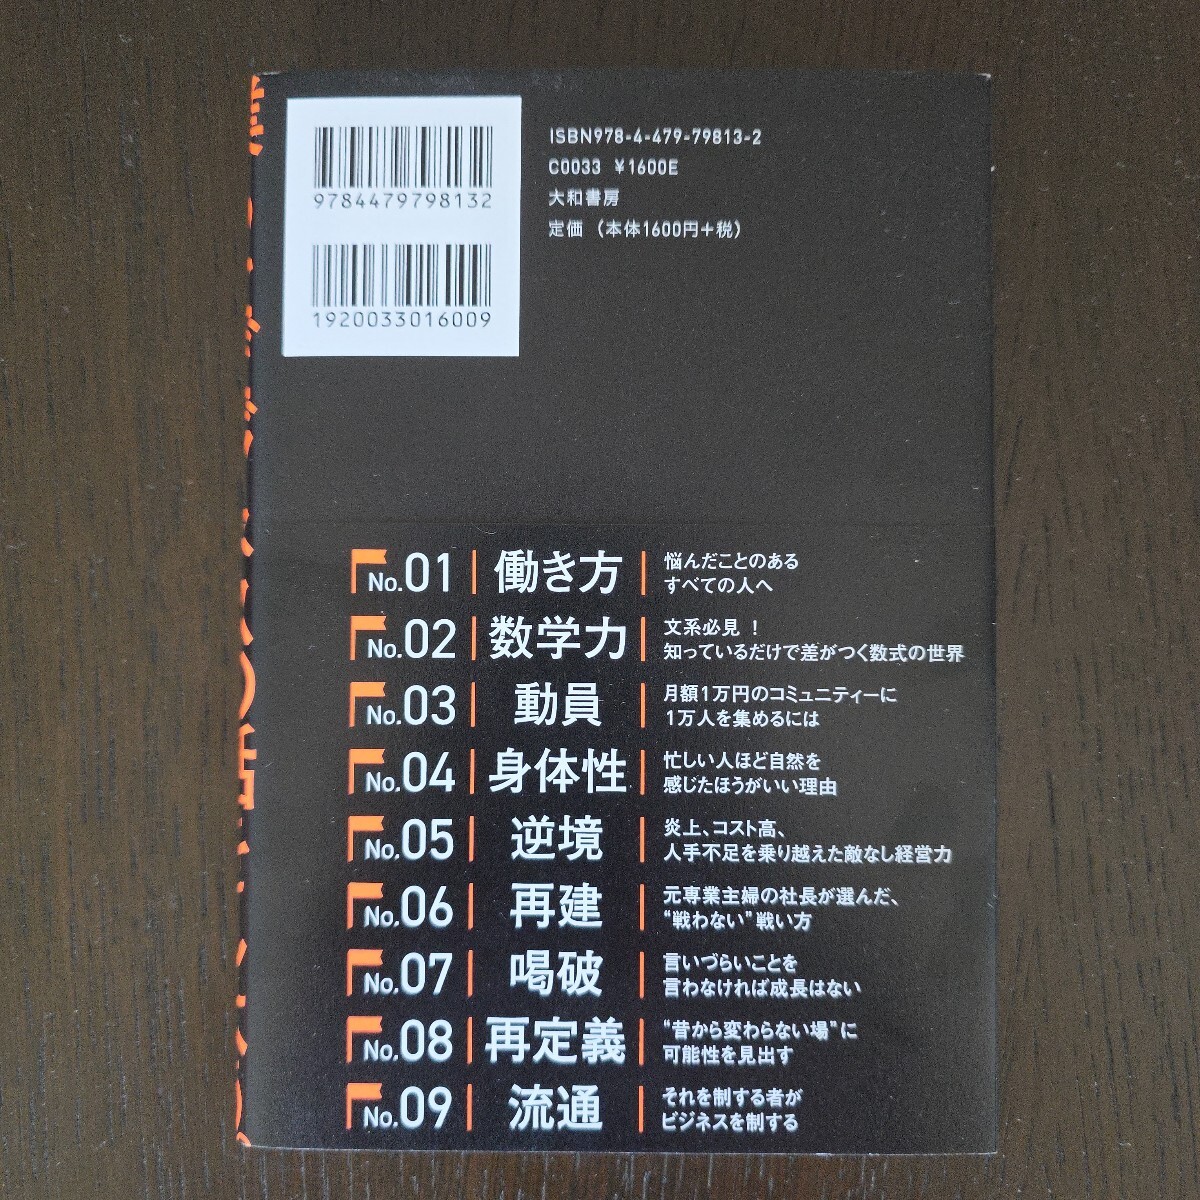 ISBN978-4-479-79813-2
C0033 ¥1600E
大和書房
定価（本体1600円＋税）
9784479798132
1920033016009
No.01 働き方 悩んだことのある
すべての人へ
No.02 数学力 文系必見！
知っているだけで差がつく数式の世界
No.03 動員 月額1万円のコミュニティーに
1万人を集めるには
No.04 身体性 忙しい人ほど自然を
感じたほうがいい理由
No.05 逆境 炎上、コスト高、
人手不足を乗り越えた敵なし経営力
No.06 再建 元専業主婦の社長が選んだ、
“戦わない”戦い方
No.07 喝破 言いづらいことを
言わなければ成長はない
No.08 再定義 “昔から変わらない場”に
可能性を見出す
No.09 流通 それを制する者が
ビジネスを制する